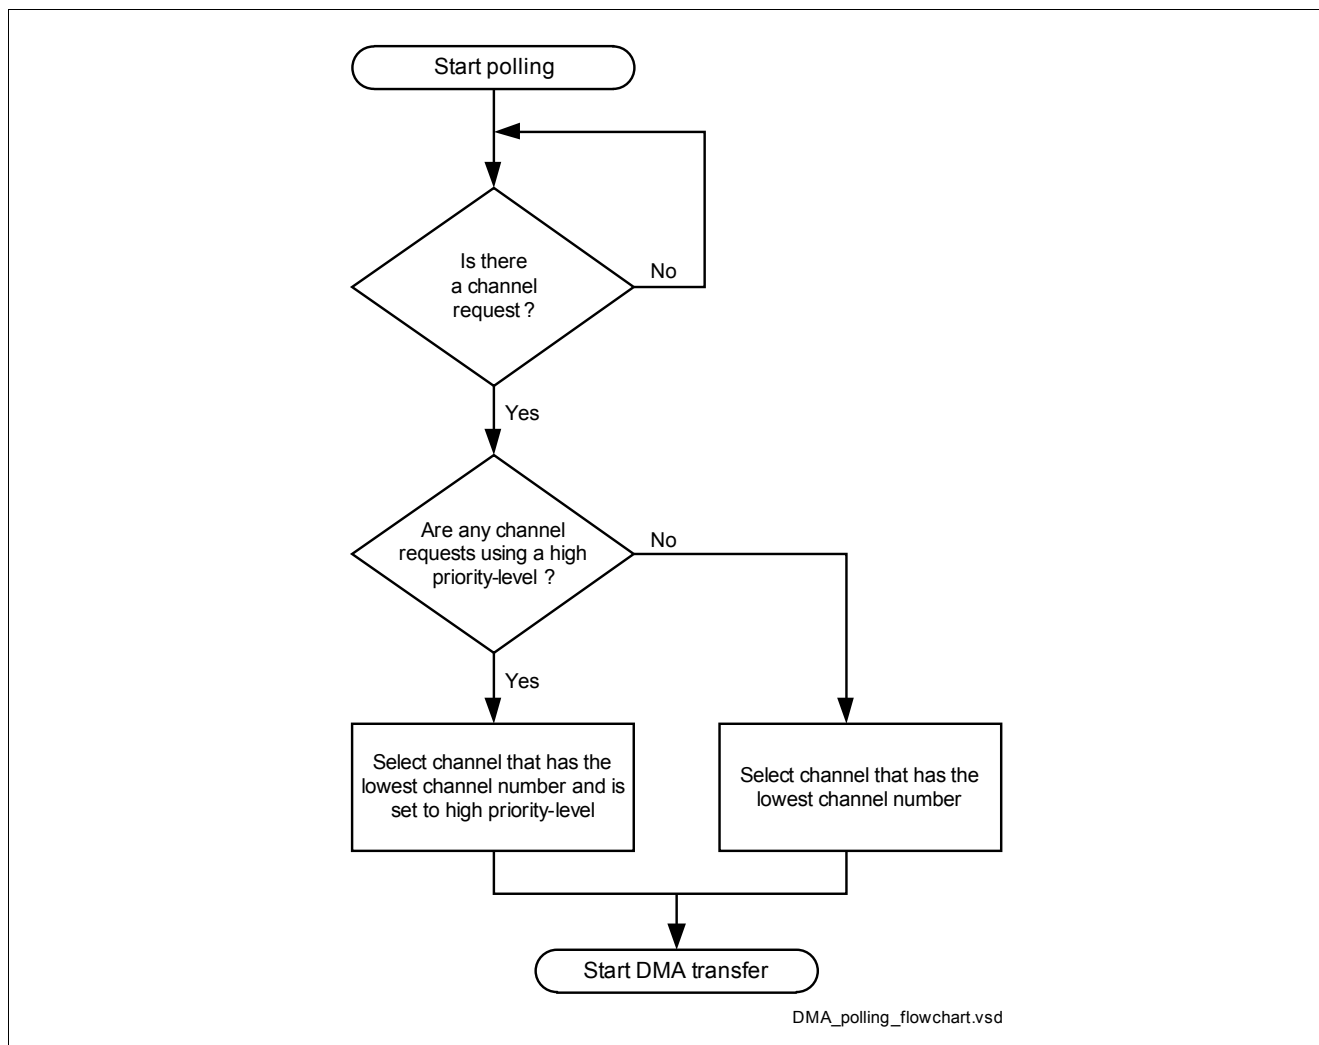 Start polling
Is there
a channel
request ?
No
Yes
Are any channel
requests using a high
priority-level ?
No
Yes
Select channel that has the
lowest channel number and is
set to high priority-level
Select channel that has the
lowest channel number
Start DMA transfer
DMA_polling_flowchart.vsd